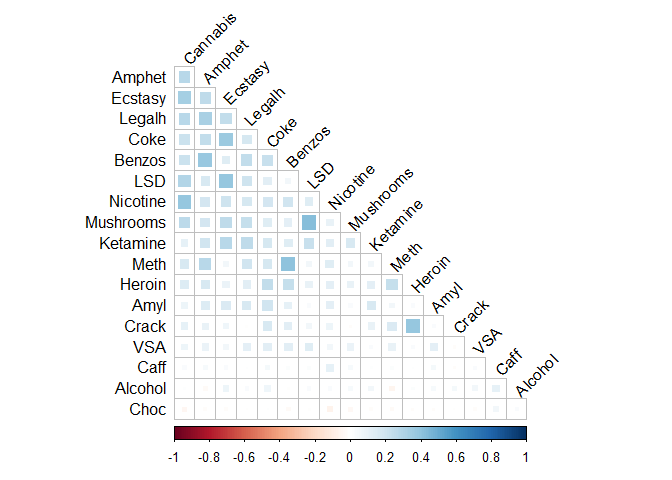 Cannabis
Amphet
Amphet
Ecstasy
Ecstasy
Legalh
Legalh
Coke
Coke
Benzos
Benzos
LSD
LSD
Nicotine
Nicotine
Mushrooms
Mushrooms
Ketamine
Ketamine
Meth
Meth
Heroin
Heroin
Amyl
Amyl
Crack
Crack
VSA
VSA
Caff
Caff
Alcohol
Alcohol
Choc
-1 -0.8 -0.6 -0.4 -0.2 0 0.2 0.4 0.6 0.8 1